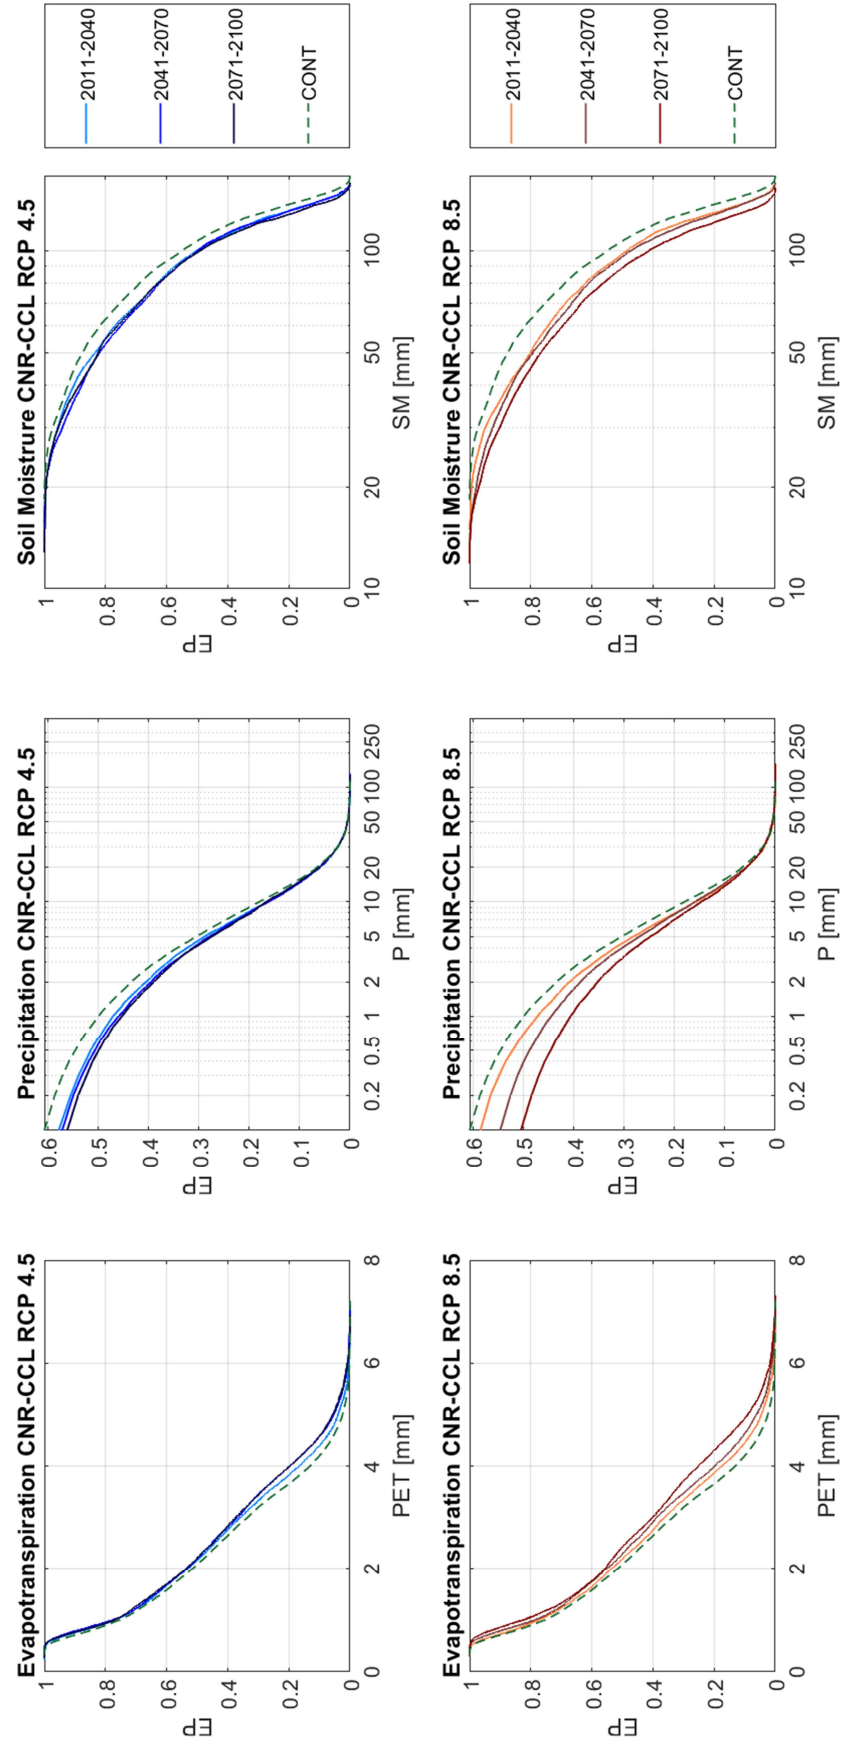 Evapotranspiration CNR-CCL RCP 4.5
1
0.8
0.6
0.4
0.2
0
EP
0 2 4 6 8
PET [mm]
Precipitation CNR-CCL RCP 4.5
0.6
0.5
0.4
0.3
0.2
0.1
0
EP
0.2 0.5 1 2 5 10 20 50 100 250
P [mm]
Soil Moistrure CNR-CCL RCP 4.5
1
0.8
0.6
0.4
0.2
0
EP
10 20 50 100
SM [mm]
2011-2040
2041-2070
2071-2100
CONT
Evapotranspiration CNR-CCL RCP 8.5
1
0.8
0.6
0.4
0.2
0
EP
0 2 4 6 8
PET [mm]
Precipitation CNR-CCL RCP 8.5
0.6
0.5
0.4
0.3
0.2
0.1
0
EP
0.2 0.5 1 2 5 10 20 50 100 250
P [mm]
Soil Moistrure CNR-CCL RCP 8.5
1
0.8
0.6
0.4
0.2
0
EP
10 20 50 100
SM [mm]
2011-2040
2041-2070
2071-2100
CONT